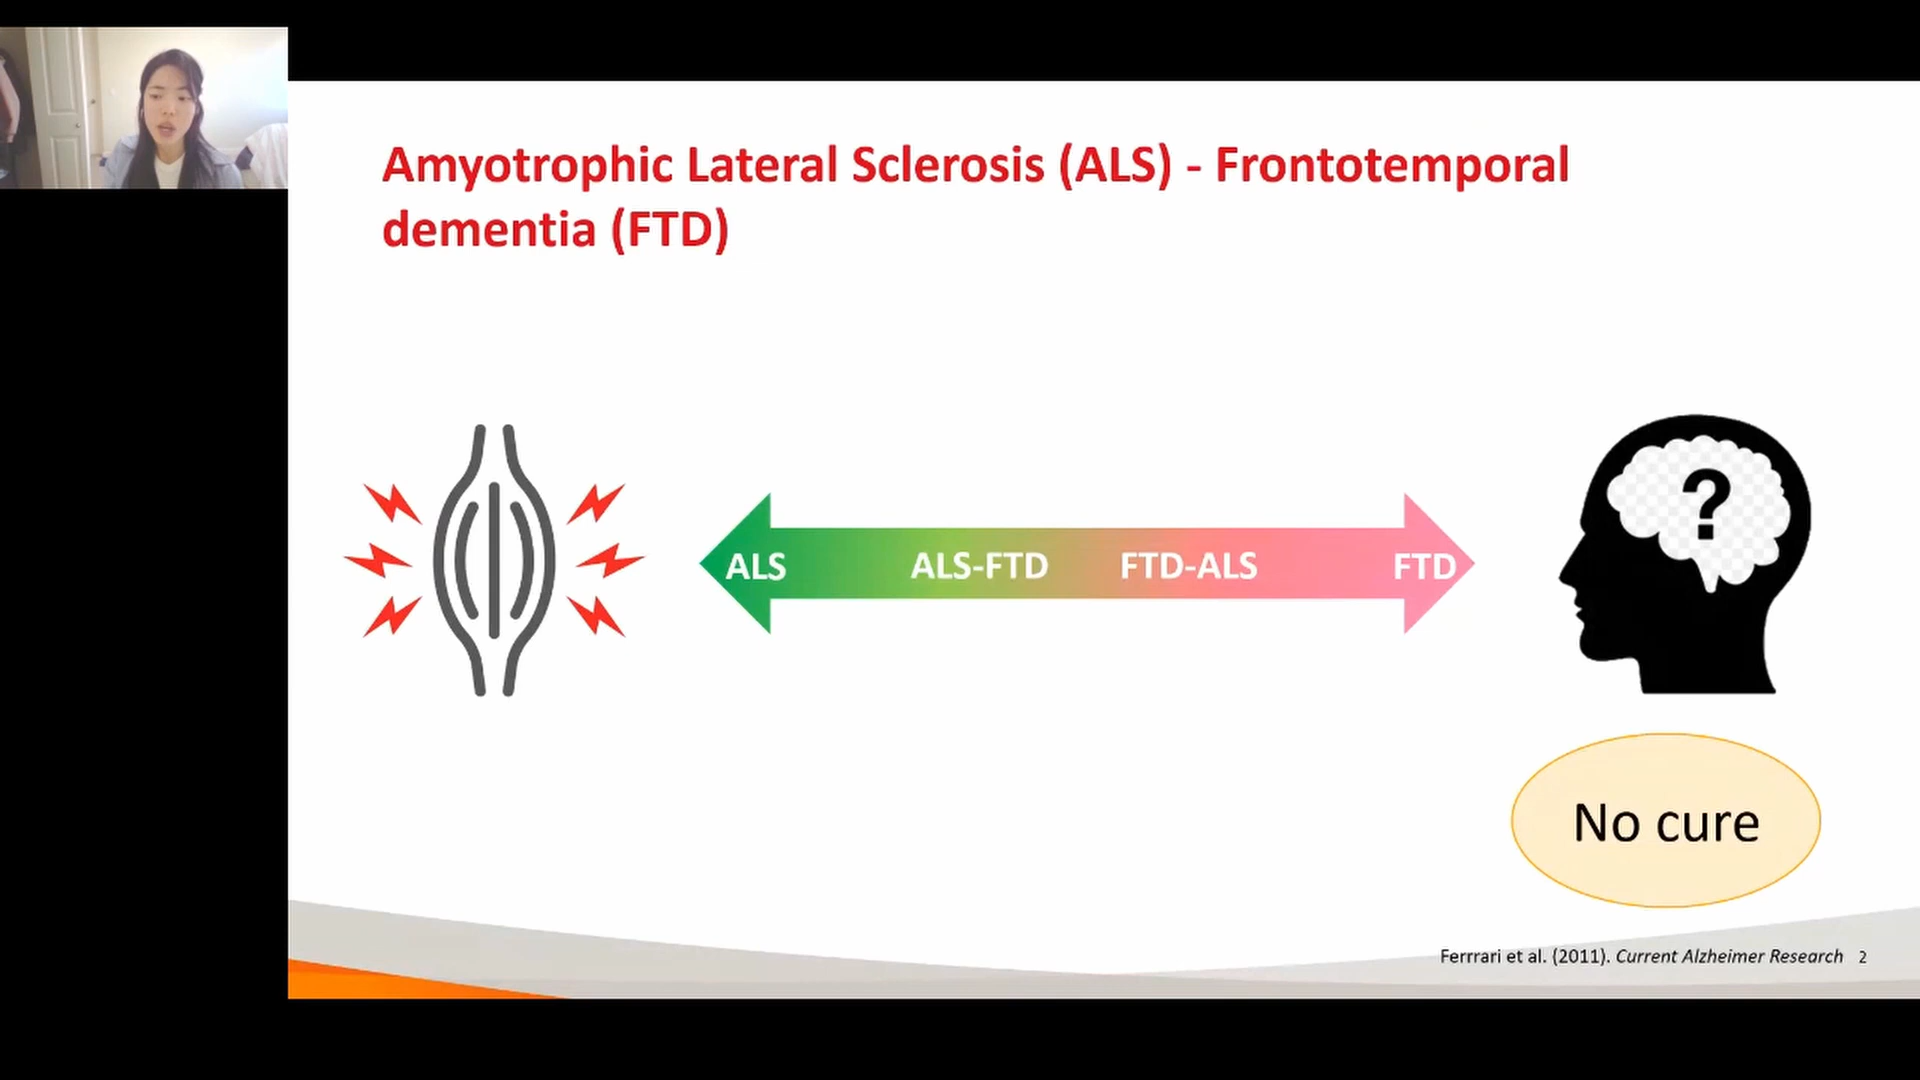 Amyotrophic Lateral Sclerosis (ALS) - Frontotemporal
dementia (FTD)
ALS ALS-FTD FTD-ALS FTD
?
No cure
Ferrrari et al. (2011). Current Alzheimer Research 2